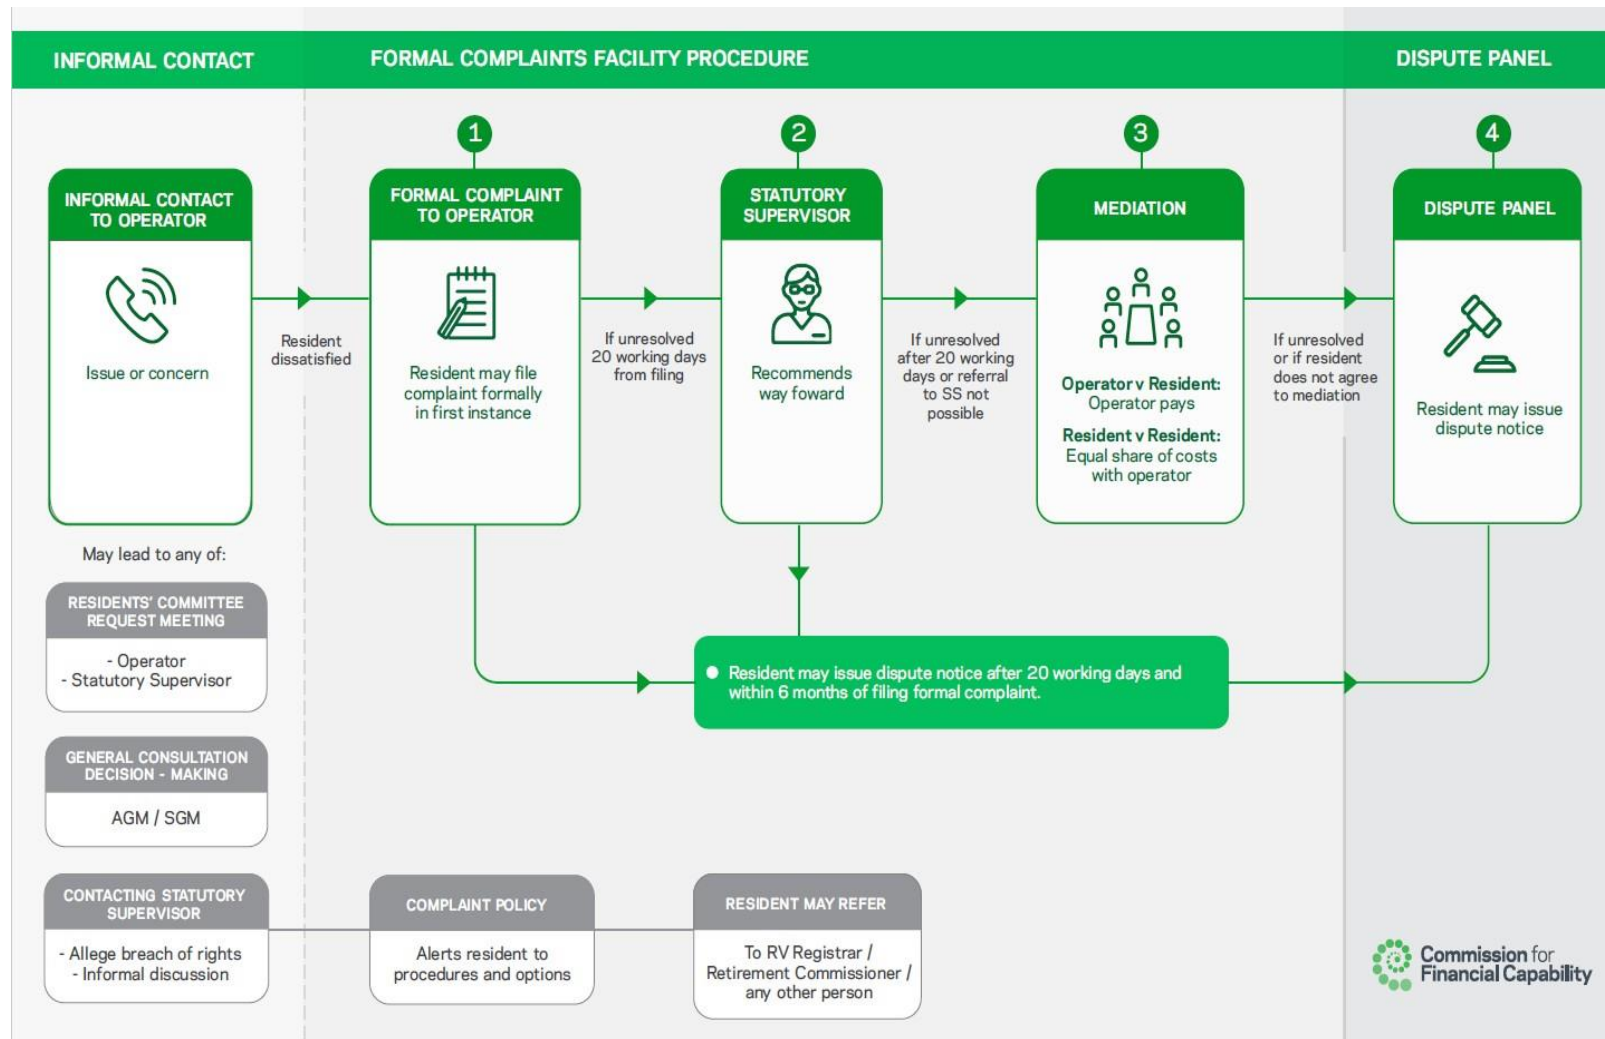 INFORMAL CONTACT
FORMAL COMPLAINTS FACILITY PROCEDURE
DISPUTE PANEL
1
2
3
4
INFORMAL CONTACT
TO OPERATOR
Issue or concern
Resident
dissatisfied
FORMAL COMPLAINT
TO OPERATOR
Resident may file
complaint formally
in first instance
If unresolved
20 working days
from filing
STATUTORY
SUPERVISOR
Recommends
way foward
If unresolved
after 20 working
days or referral
to SS not
possible
MEDIATION
Operator v Resident:
Operator pays
Resident v Resident:
Equal share of costs
with operator
If unresolved
or if resident
does not agree
to mediation
DISPUTE PANEL
Resident may issue
dispute notice
May lead to any of:
RESIDENTS' COMMITTEE
REQUEST MEETING
- Operator
- Statutory Supervisor
Resident may issue dispute notice after 20 working days and
within 6 months of filing formal complaint.
GENERAL CONSULTATION
DECISION - MAKING
AGM / SGM
CONTACTING STATUTORY
SUPERVISOR
- Allege breach of rights
- Informal discussion
COMPLAINT POLICY
Alerts resident to
procedures and options
RESIDENT MAY REFER
To RV Registrar /
Retirement Commissioner /
any other person
Commission for
Financial Capability